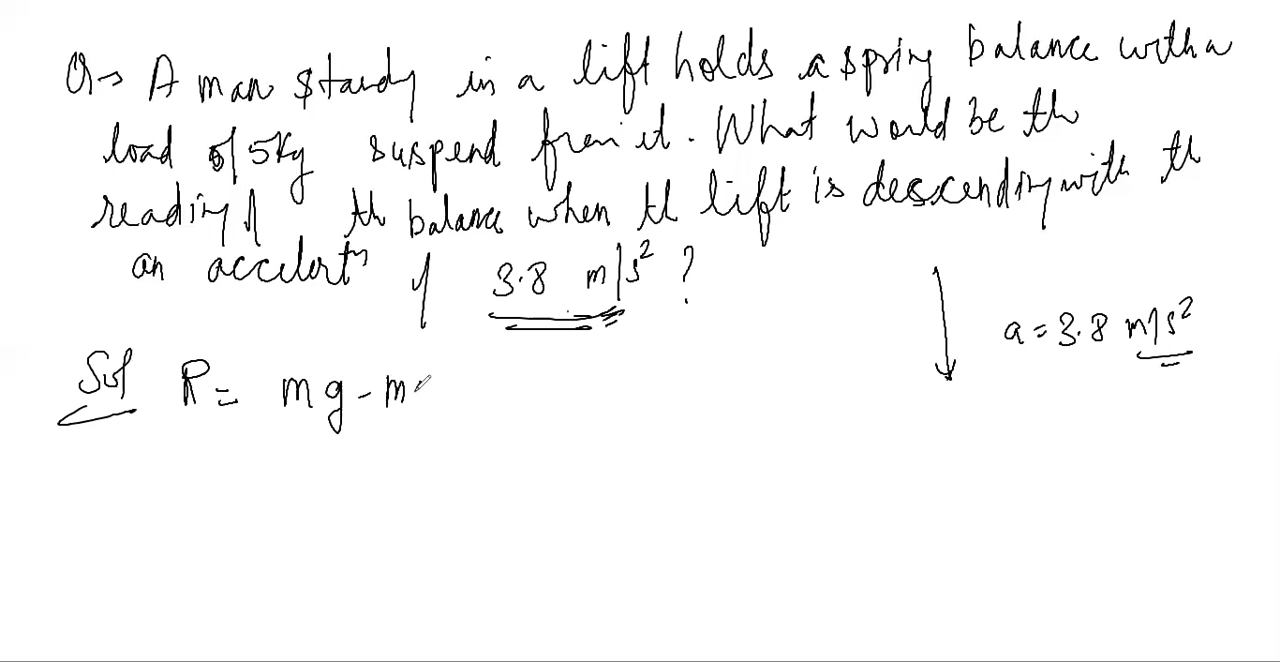 Q→ A man standy in a lift holds a spring balance with a
load of 5Kg suspend from it. What would be the
reading of the balance when the lift is descending with th
an accelertn of 3.8 m/s² ?
a = 3.8 m/s²
Sol R = mg - m